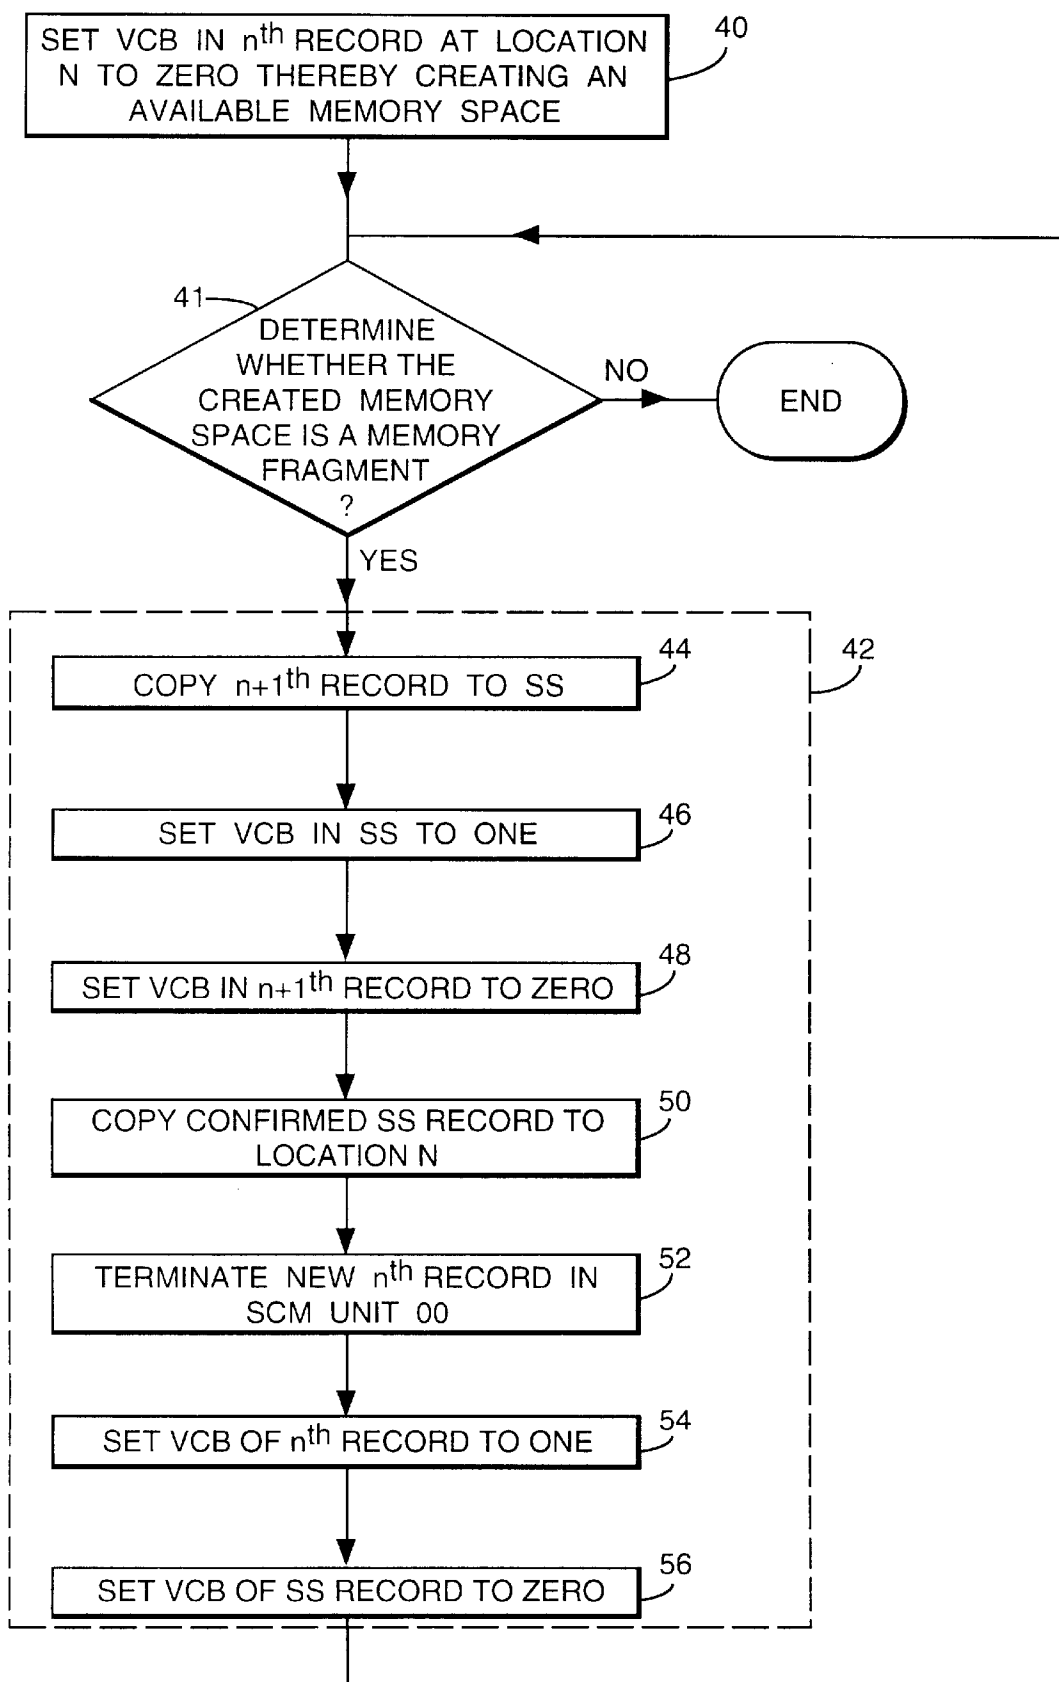 SET VCB IN nth RECORD AT LOCATION
N TO ZERO THEREBY CREATING AN
AVAILABLE MEMORY SPACE
40
41
DETERMINE
WHETHER THE
CREATED MEMORY
SPACE IS A MEMORY
FRAGMENT
?
NO
END
YES
42
COPY n+1th RECORD TO SS
44
SET VCB IN SS TO ONE
46
SET VCB IN n+1th RECORD TO ZERO
48
COPY CONFIRMED SS RECORD TO
LOCATION N
50
TERMINATE NEW nth RECORD IN
SCM UNIT 00
52
SET VCB OF nth RECORD TO ONE
54
SET VCB OF SS RECORD TO ZERO
56